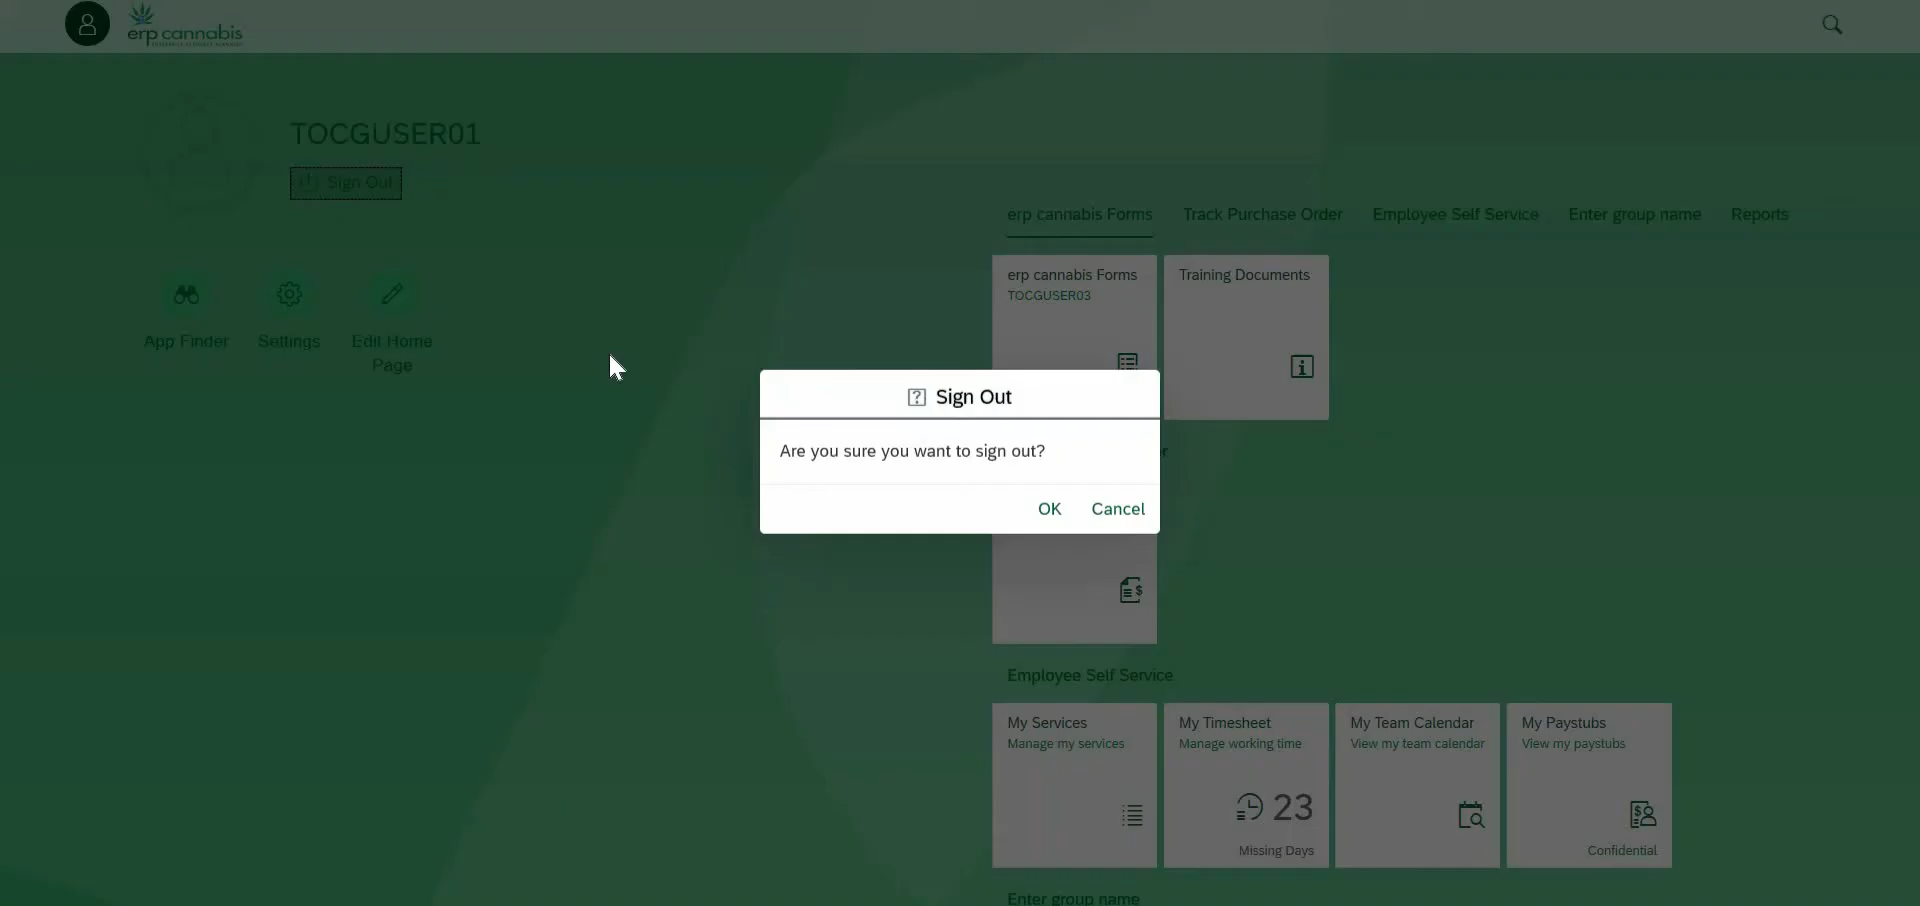 erp cannabis
TOCGUSER01
Sign Out
App Finder
Settings
Edit Home
Page
erp cannabis Forms
Track Purchase Order
Employee Self Service
Enter group name
Reports
erp cannabis Forms
TOCGUSER03
Training Documents
Sign Out
Are you sure you want to sign out?
OK
Cancel
Employee Self Service
My Services
Manage my services
My Timesheet
Manage working time
23
Missing Days
My Team Calendar
View my team calendar
My Paystubs
View my paystubs
Confidential
Enter group name